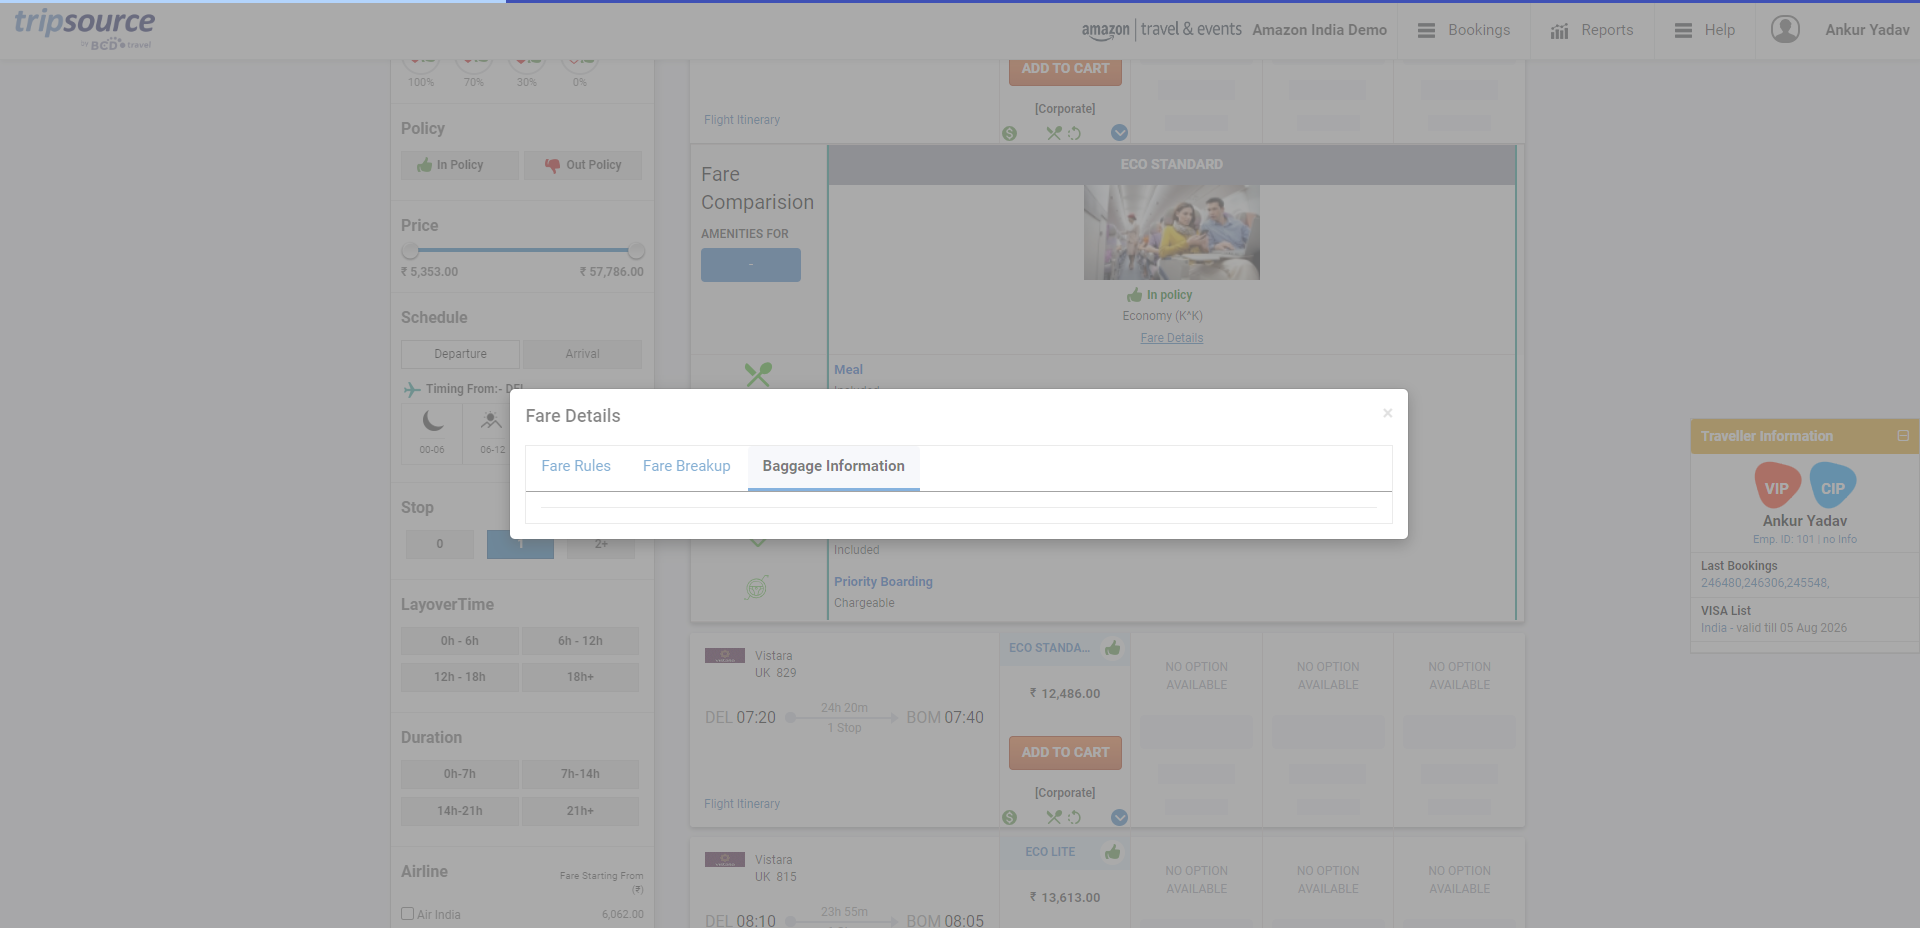 tripsource
by BCD travel
amazon travel & events Amazon India Demo
Bookings
Reports
Help
Ankur Yadav
100% 70% 30% 0%
Policy
In Policy Out Policy
Price
₹ 5,353.00 ₹ 57,786.00
Schedule
Departure Arrival
Timing From:- DEL
00-06 06-12
Stop
0 1 2+
LayoverTime
0h - 6h 6h - 12h
12h - 18h 18h+
Duration
0h-7h 7h-14h
14h-21h 21h+
Airline
Fare Starting From
(₹)
Air India 6,062.00
ADD TO CART
[Corporate]
Flight Itinerary
Fare
Comparision
AMENITIES FOR
-
ECO STANDARD
In policy
Economy (K^K)
Fare Details
Meal
Included
Fare Details
×
Fare Rules Fare Breakup Baggage Information
Included
Priority Boarding
Chargeable
Vistara
UK 829
DEL 07:20 24h 20m BOM 07:40
1 Stop
Flight Itinerary
ECO STANDA...
₹ 12,486.00
ADD TO CART
[Corporate]
NO OPTION
AVAILABLE
NO OPTION
AVAILABLE
NO OPTION
AVAILABLE
Vistara
UK 815
DEL 08:10 23h 55m BOM 08:05
ECO LITE
₹ 13,613.00
NO OPTION
AVAILABLE
NO OPTION
AVAILABLE
NO OPTION
AVAILABLE
Traveller Information
VIP CIP
Ankur Yadav
Emp. ID: 101 | no Info
Last Bookings
246480,246306,245548,
VISA List
India - valid till 05 Aug 2026